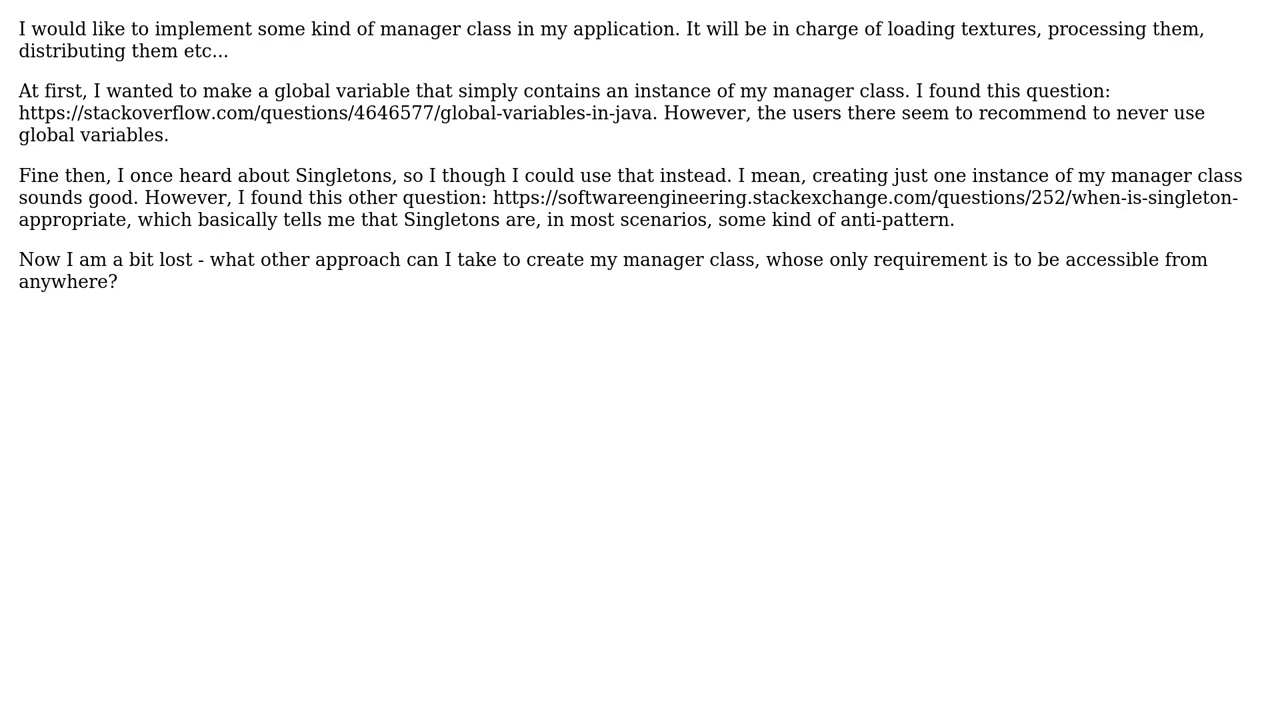 I would like to implement some kind of manager class in my application. It will be in charge of loading textures, processing them,
distributing them etc...
At first, I wanted to make a global variable that simply contains an instance of my manager class. I found this question:
https://stackoverflow.com/questions/4646577/global-variables-in-java. However, the users there seem to recommend to never use
global variables.
Fine then, I once heard about Singletons, so I though I could use that instead. I mean, creating just one instance of my manager class
sounds good. However, I found this other question: https://softwareengineering.stackexchange.com/questions/252/when-is-singleton-
appropriate, which basically tells me that Singletons are, in most scenarios, some kind of anti-pattern.
Now I am a bit lost - what other approach can I take to create my manager class, whose only requirement is to be accessible from
anywhere?